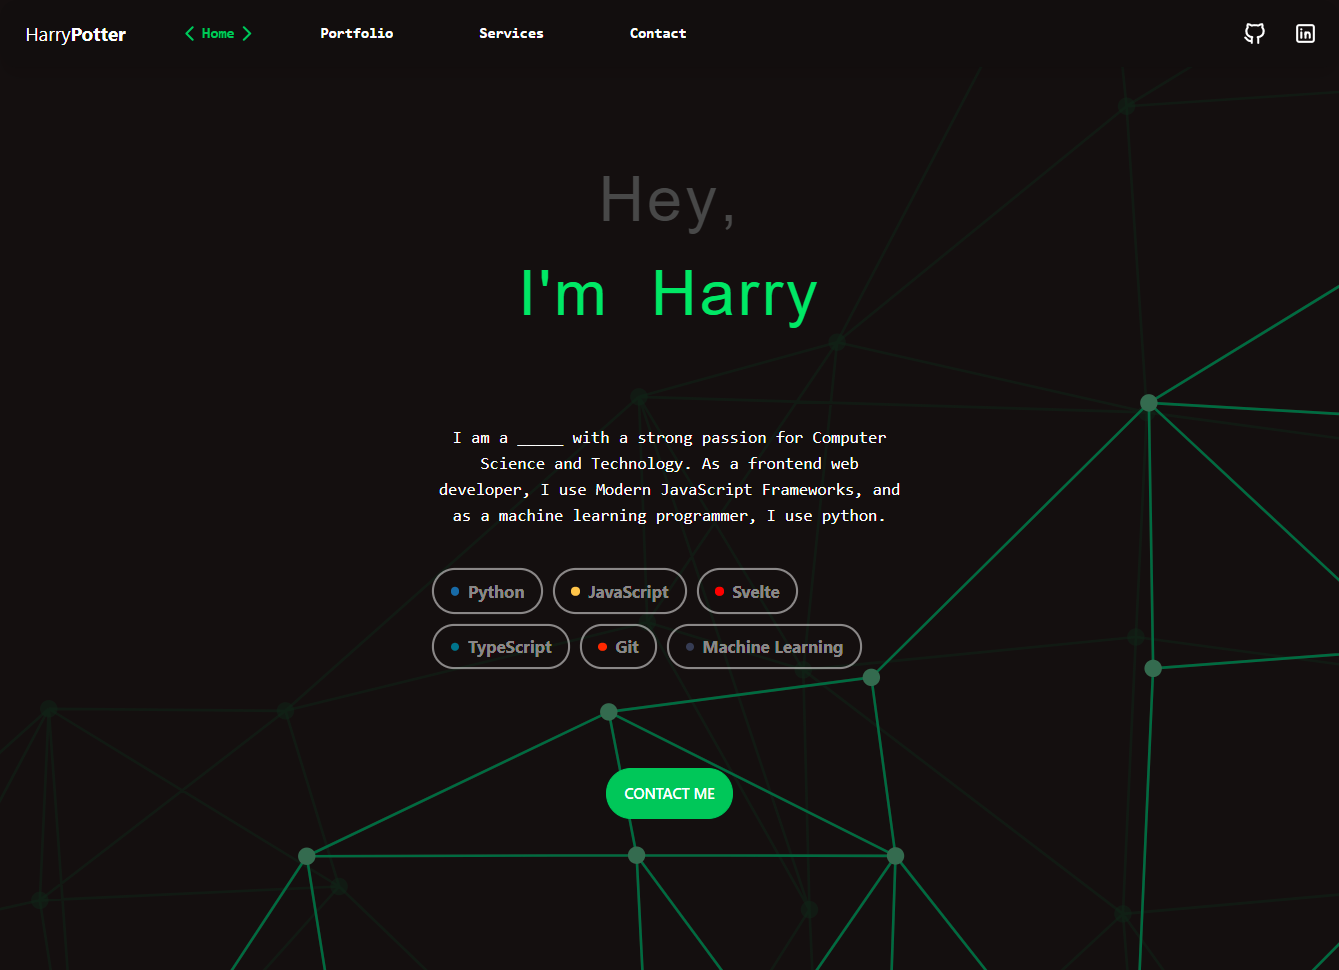 HarryPotter
Home
Portfolio
Services
Contact
Hey,
I'm Harry
I am a _____ with a strong passion for Computer
Science and Technology. As a frontend web
developer, I use Modern JavaScript Frameworks, and
as a machine learning programmer, I use python.
Python
JavaScript
Svelte
TypeScript
Git
Machine Learning
CONTACT ME